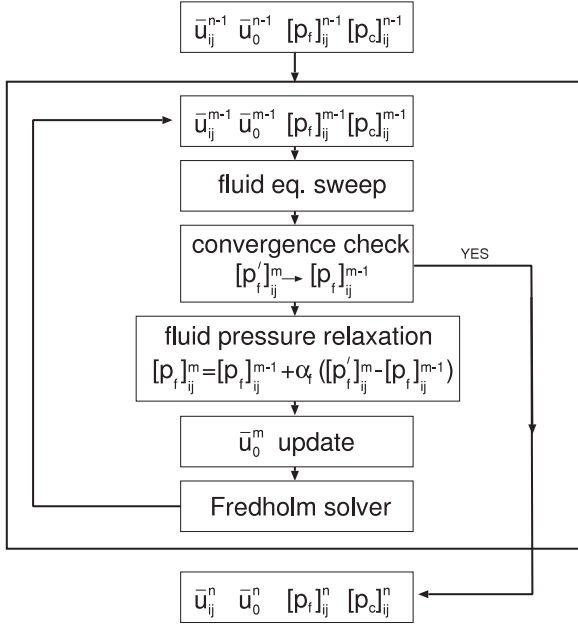 ū_ij^n-1 ū_0^n-1 [p_f]_ij^n-1 [p_c]_ij^n-1
ū_ij^m-1 ū_0^m-1 [p_f]_ij^m-1 [p_c]_ij^m-1
fluid eq. sweep
convergence check
[p_f^/]_ij^m → [p_f]_ij^m-1
YES
fluid pressure relaxation
[p_f]_ij^m=[p_f]_ij^m-1+α_f([p_f^/]_ij^m-[p_f]_ij^m-1)
ū_0^m update
Fredholm solver
ū_ij^n ū_0^n [p_f]_ij^n [p_c]_ij^n